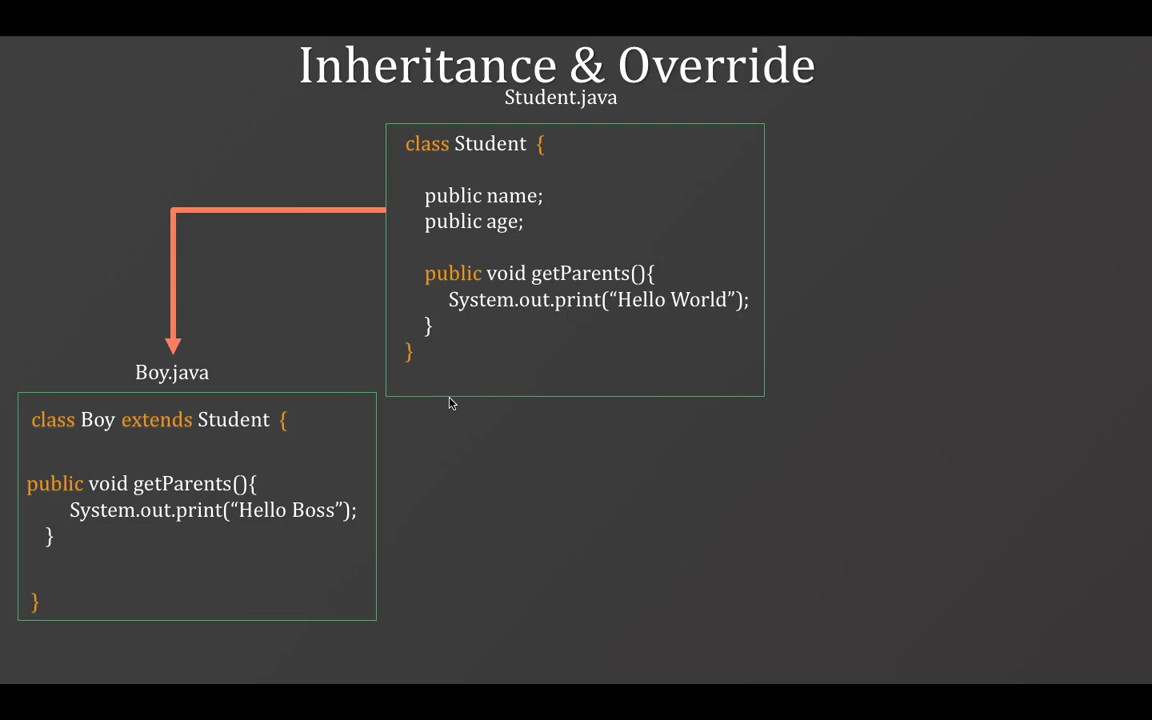 Inheritance & Override
Student.java
class Student {
public name;
public age;
public void getParents(){
System.out.print(“Hello World”);
}
}
Boy.java
class Boy extends Student {
public void getParents(){
System.out.print(“Hello Boss”);
}
}